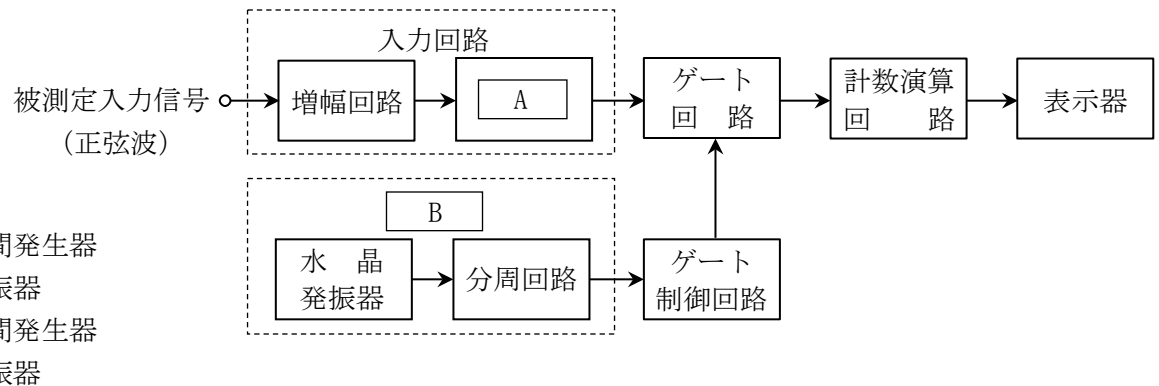 入力回路
被測定入力信号
(正弦波)
増幅回路
A
ゲート
回 路
計数演算
回 路
表示器
B
水 晶
発振器
分周回路
ゲート
制御回路
間発生器
振器
間発生器
振器